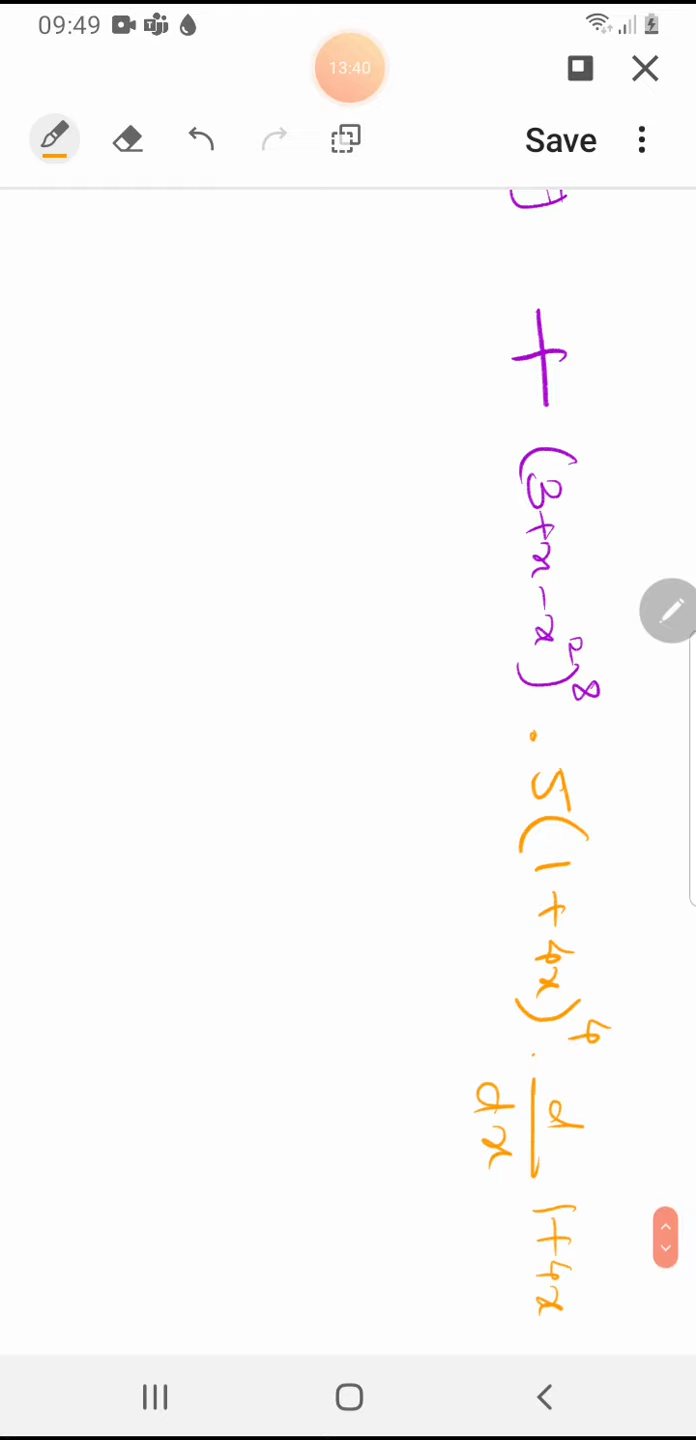 09:49
13:40
Save
+ (3+x-x²)⁸ . 5(1+4x)⁴ . d/dx 1+4x